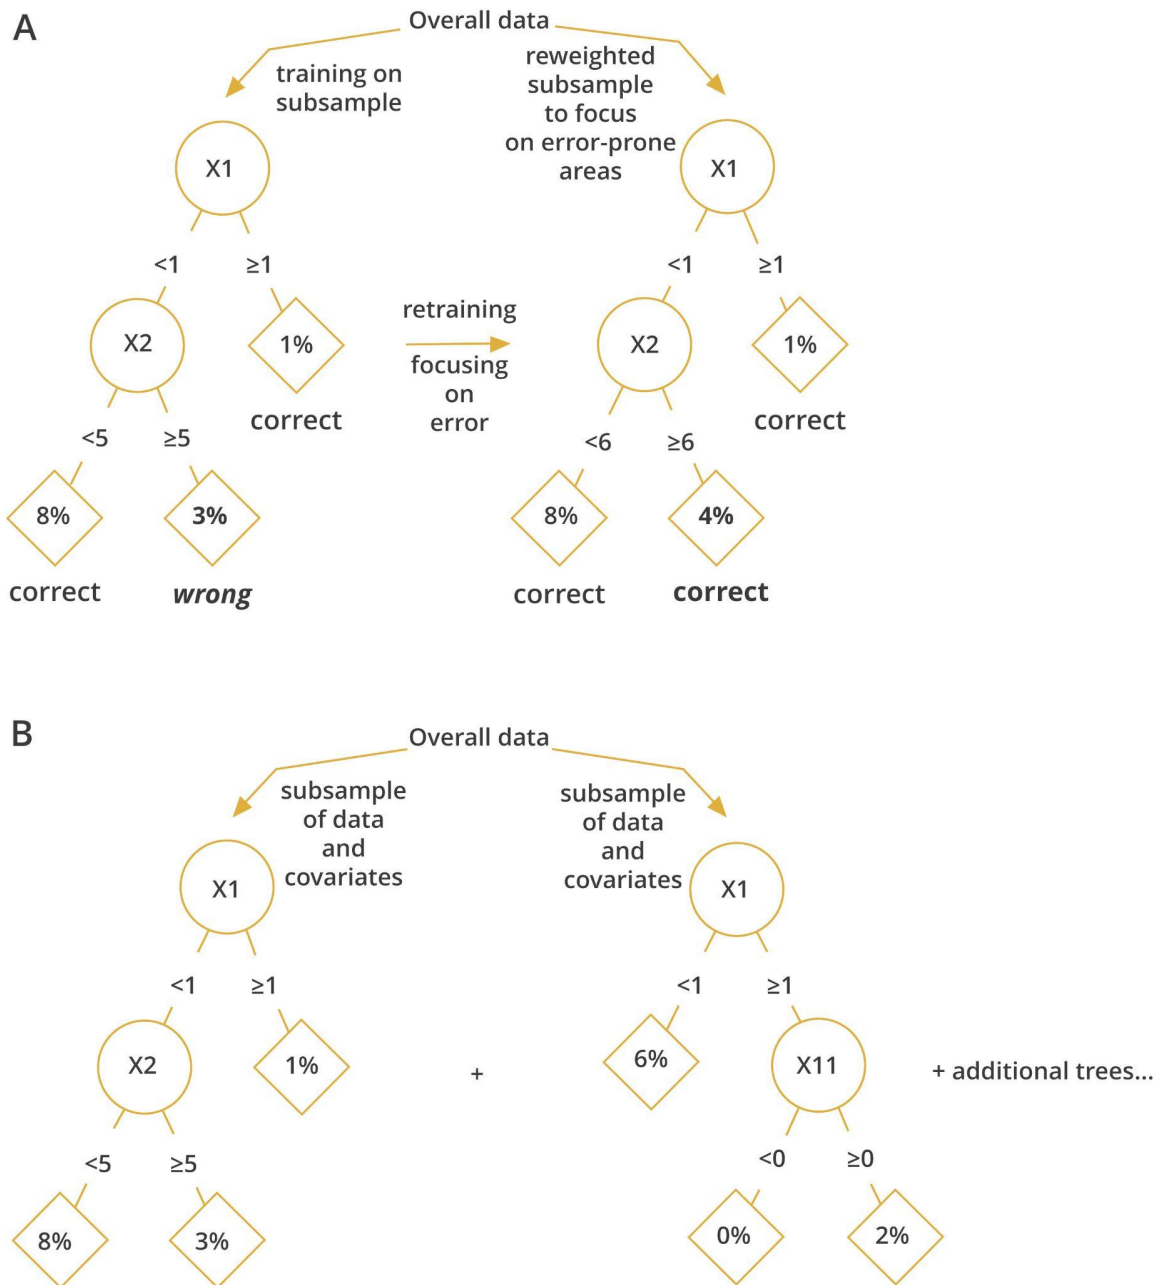 A
Overall data
training on
subsample
reweighted
subsample
to focus
on error-prone
areas
X1
X1
<1
≥1
<1
≥1
retraining
focusing
on
error
X2
1%
correct
X2
1%
correct
<5
≥5
<6
≥6
8%
3%
8%
4%
correct
wrong
correct
correct
B
Overall data
subsample
of data
and
covariates
subsample
of data
and
covariates
X1
X1
<1
≥1
<1
≥1
X2
1%
+
6%
X11
+ additional trees...
<5
≥5
<0
≥0
8%
3%
0%
2%